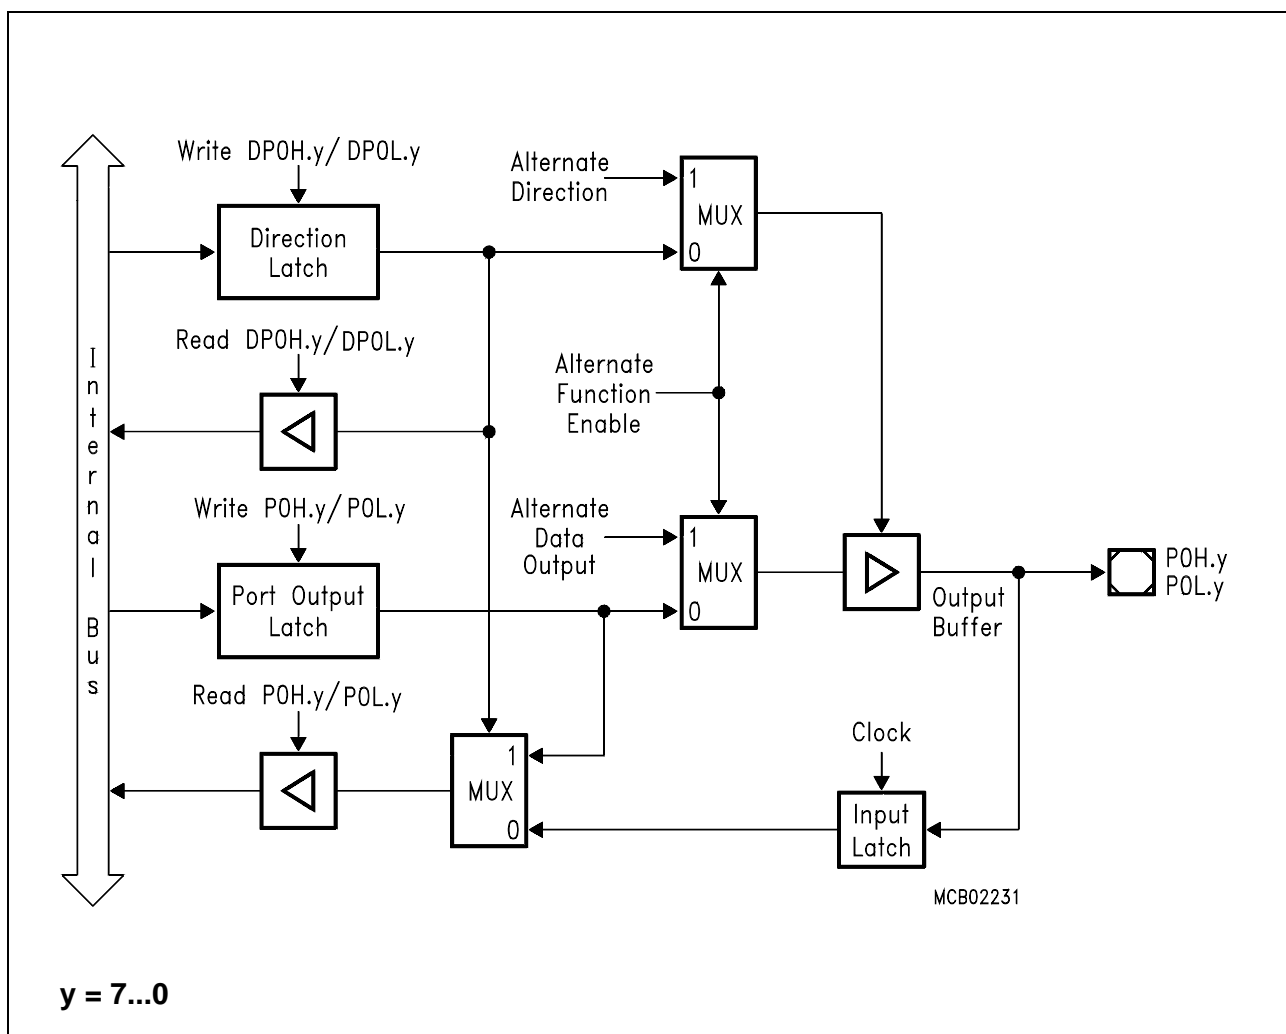 Write DP0H.y/DP0L.y
Alternate
Direction
1
MUX
0
Direction
Latch
Read DP0H.y/DP0L.y
Alternate
Function
Enable
Internal Bus
Write P0H.y/P0L.y
Alternate
Data
Output
1
MUX
0
Port Output
Latch
Output
Buffer
P0H.y
P0L.y
Read P0H.y/P0L.y
1
MUX
0
Clock
Input
Latch
MCB02231
y = 7...0